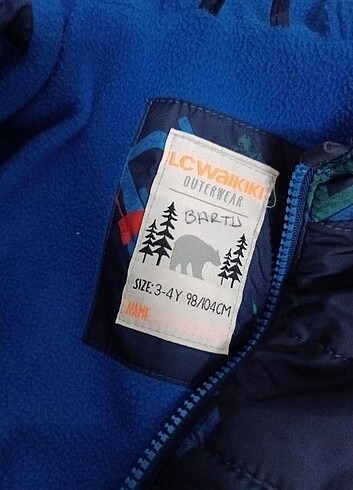 LC WAIKIKI
OUTERWEAR
BARTU
SIZE: 3-4Y 98/104CM
NAME